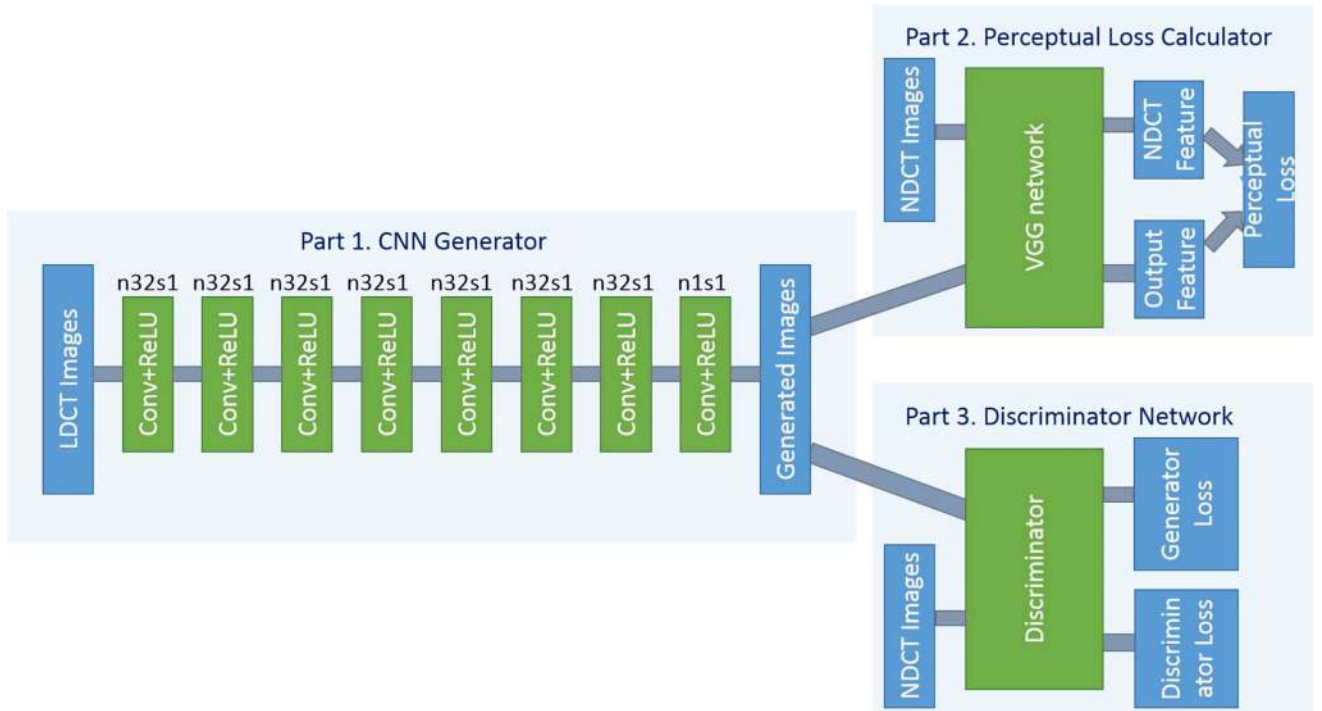 Part 1. CNN Generator
LDCT Images
n32s1
n32s1
n32s1
n32s1
n32s1
n32s1
n32s1
n1s1
Conv+ReLU
Conv+ReLU
Conv+ReLU
Conv+ReLU
Conv+ReLU
Conv+ReLU
Conv+ReLU
Conv+ReLU
Generated Images
Part 2. Perceptual Loss Calculator
NDCT Images
VGG network
NDCT
Feature
Output
Feature
Perceptual
Loss
Part 3. Discriminator Network
NDCT Images
Discriminator
Generator
Loss
Discrimin
ator Loss